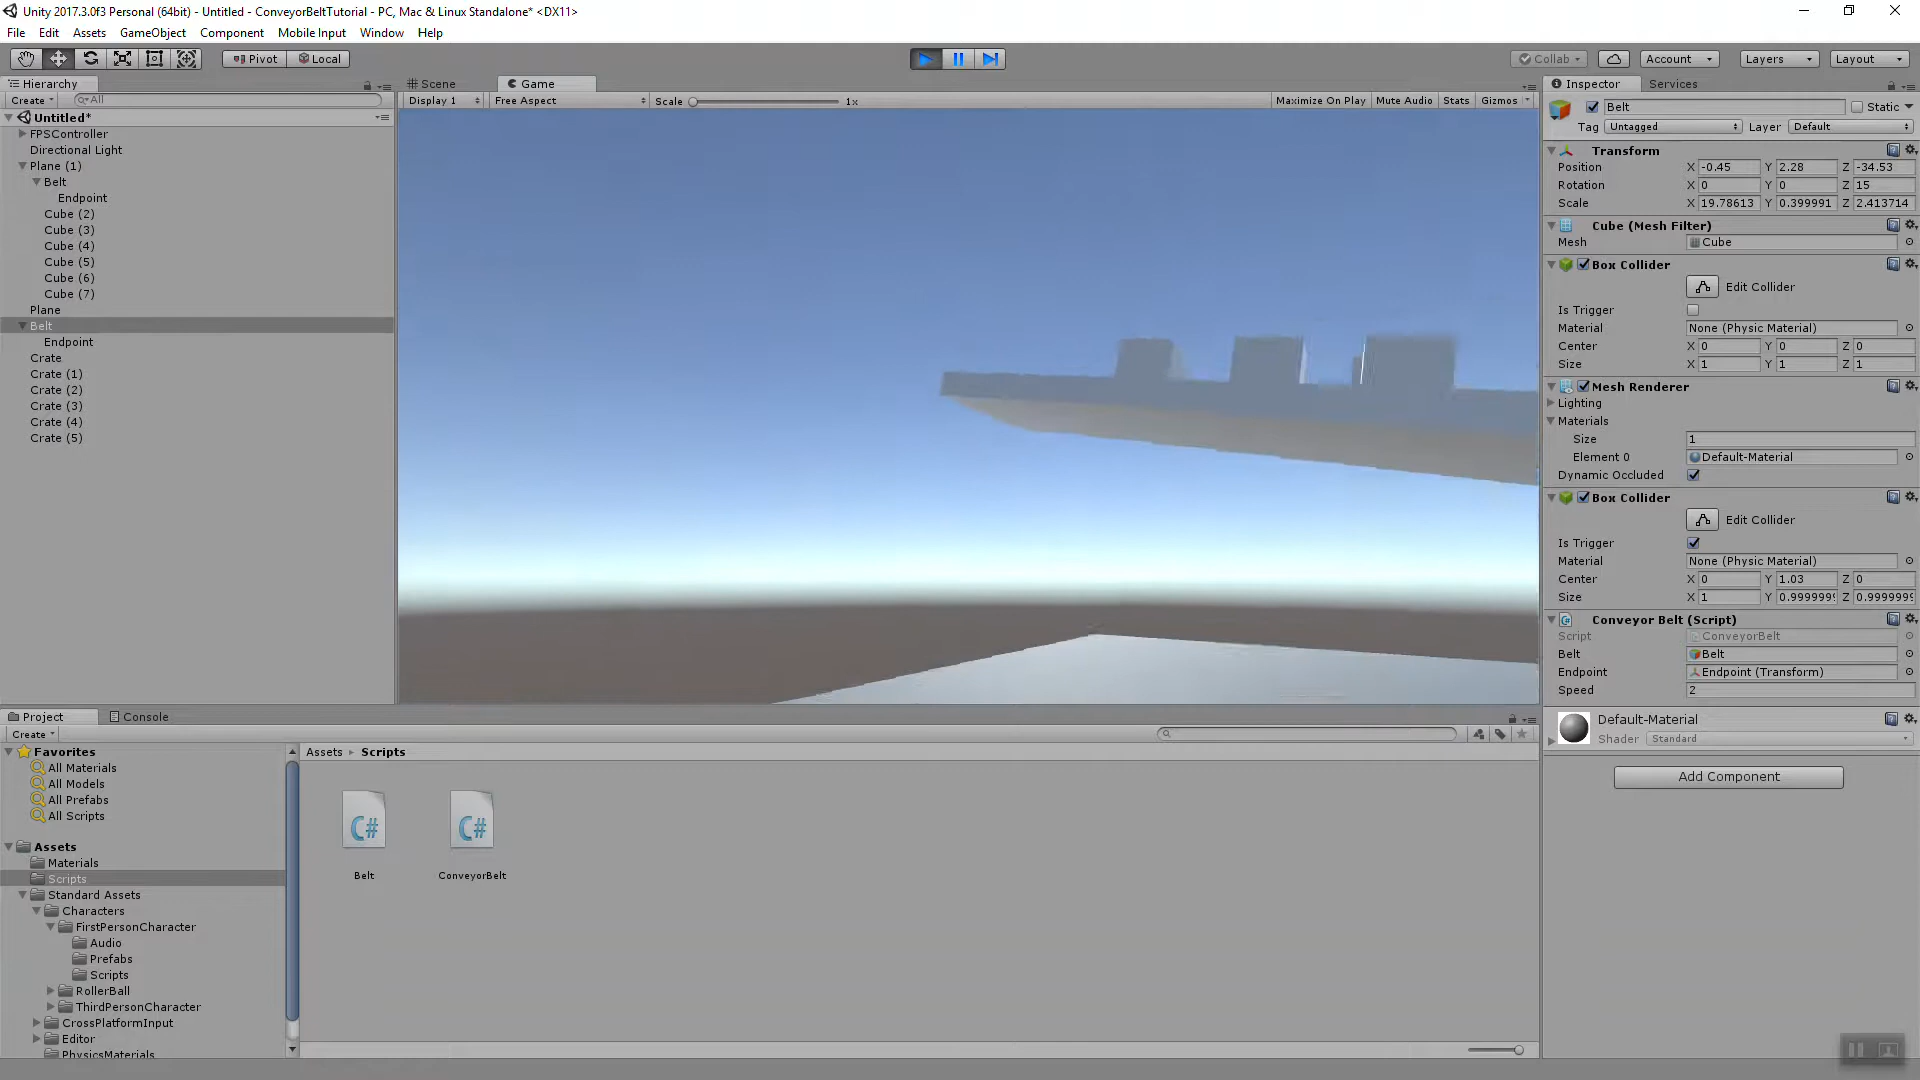 Unity 2017.3.0f3 Personal (64bit) - Untitled - ConveyorBeltTutorial - PC, Mac & Linux Standalone* <DX11>
File Edit Assets GameObject Component Mobile Input Window Help
Pivot Local
Collab Account Layers Layout
Hierarchy
Create All
Untitled*
FPSController
Directional Light
Plane (1)
Belt
Endpoint
Cube (2)
Cube (3)
Cube (4)
Cube (5)
Cube (6)
Cube (7)
Plane
Belt
Endpoint
Crate
Crate (1)
Crate (2)
Crate (3)
Crate (4)
Crate (5)
Scene Game
Display 1 Free Aspect Scale 1x Maximize On Play Mute Audio Stats Gizmos
Inspector Services
Belt Static
Tag Untagged Layer Default
Transform
Position X -0.45 Y 2.28 Z -34.53
Rotation X 0 Y 0 Z 15
Scale X 19.78613 Y 0.399991 Z 2.413714
Cube (Mesh Filter)
Mesh Cube
Box Collider
Edit Collider
Is Trigger
Material None (Physic Material)
Center X 0 Y 0 Z 0
Size X 1 Y 1 Z 1
Mesh Renderer
Lighting
Materials
Size 1
Element 0 Default-Material
Dynamic Occluded
Box Collider
Edit Collider
Is Trigger
Material None (Physic Material)
Center X 0 Y 1.03 Z 0
Size X 1 Y 0.9999999 Z 0.9999999
Conveyor Belt (Script)
Script ConveyorBelt
Belt Belt
Endpoint Endpoint (Transform)
Speed 2
Default-Material
Shader Standard
Add Component
Project Console
Create
Favorites
All Materials
All Models
All Prefabs
All Scripts
Assets
Materials
Scripts
Standard Assets
Characters
FirstPersonCharacter
Audio
Prefabs
Scripts
RollerBall
ThirdPersonCharacter
CrossPlatformInput
Editor
PhysicsMaterials
Assets Scripts
C# C#
Belt ConveyorBelt